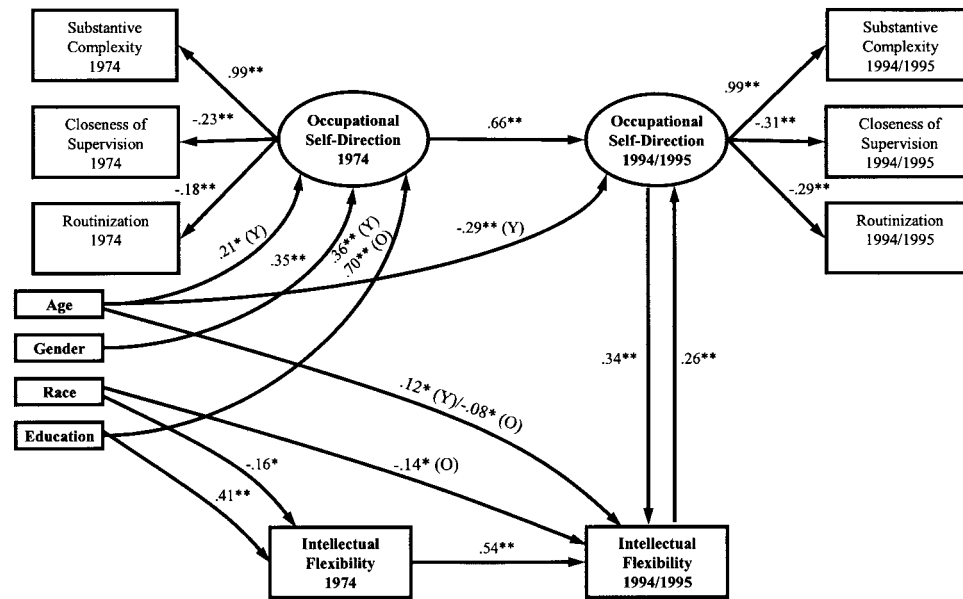 Substantive
Complexity
1974
Closeness of
Supervision
1974
Routinization
1974
.99**
-.23**
-.18**
Occupational
Self-Direction
1974
.66**
Occupational
Self-Direction
1994/1995
.99**
-.31**
-.29**
Substantive
Complexity
1994/1995
Closeness of
Supervision
1994/1995
Routinization
1994/1995
.21* (Y)
.35**
.36** (Y)
.70** (O)
-.29** (Y)
Age
Gender
Race
Education
.34**
.26**
.12* (Y)/-.08* (O)
-.14* (O)
-.16*
.41**
Intellectual
Flexibility
1974
.54**
Intellectual
Flexibility
1994/1995